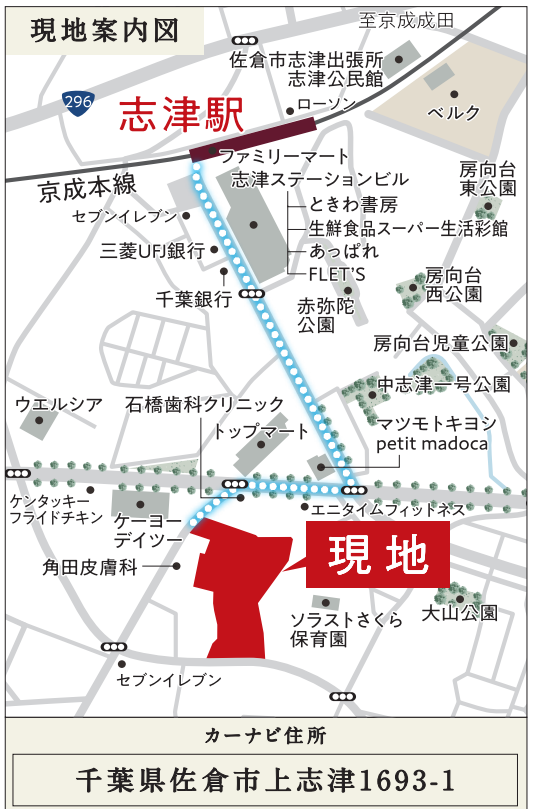 現地案内図
至京成成田
佐倉市志津出張所
志津公民館
296
志津駅
ローソン
ベルク
ファミリーマート
京成本線
志津ステーションビル
ときわ書房
生鮮食品スーパー生活彩館
あっぱれ
FLET'S
房向台
東公園
セブンイレブン
三菱UFJ銀行
千葉銀行
赤弥陀
公園
房向台
西公園
房向台児童公園
中志津一号公園
ウエルシア
石橋歯科クリニック
トップマート
マツモトキヨシ
petit madoca
ケンタッキー
フライドチキン
ケーヨー
デイツー
エニタイムフィットネス
角田皮膚科
現地
ソラストさくら
保育園
大山公園
セブンイレブン
カーナビ住所
千葉県佐倉市上志津1693-1